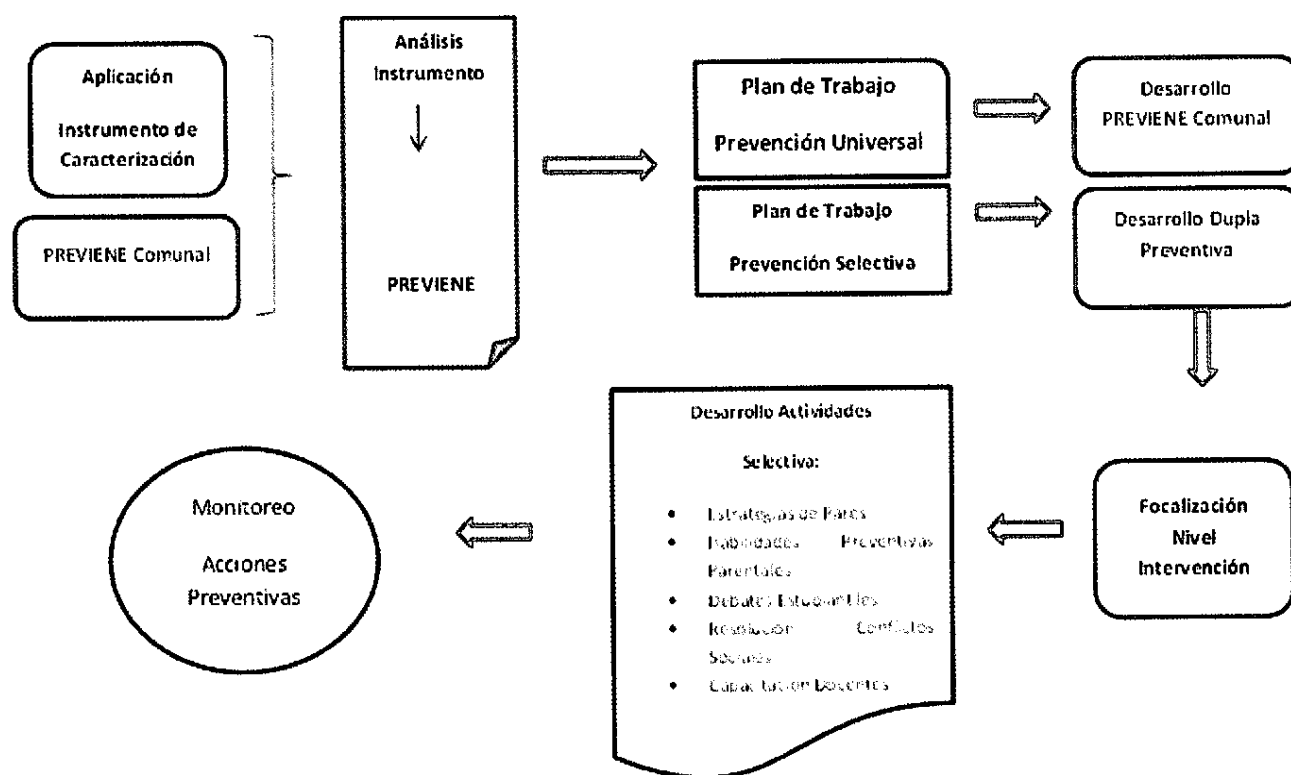 Aplicación
Instrumento de
Caracterización
PREVIENE Comunal
Análisis
Instrumento
PREVIENE
Plan de Trabajo
Prevención Universal
Plan de Trabajo
Prevención Selectiva
Desarrollo
PREVIENE Comunal
Desarrollo Dupla
Preventiva
Focalización
Nivel
Intervención
Desarrollo Actividades
Selectiva:
• Estrategias de Pares
• Habilidades Preventivas
Parentales
• Debates Estudiantiles
• Resolución Conflictos
Sociales
• Capacitación Docentes
Monitoreo
Acciones
Preventivas